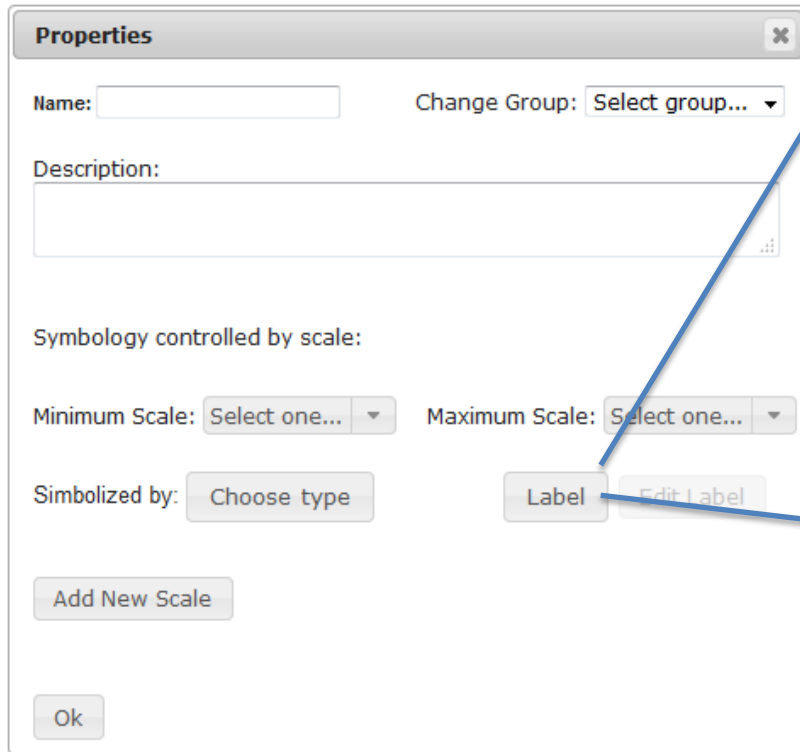 Properties
Name: Change Group: Select group...
Description:
Symbology controlled by scale:
Minimum Scale: Select one... Maximum Scale: Select one...
Simbolized by: Choose type Label Edit Label
Add New Scale
Ok